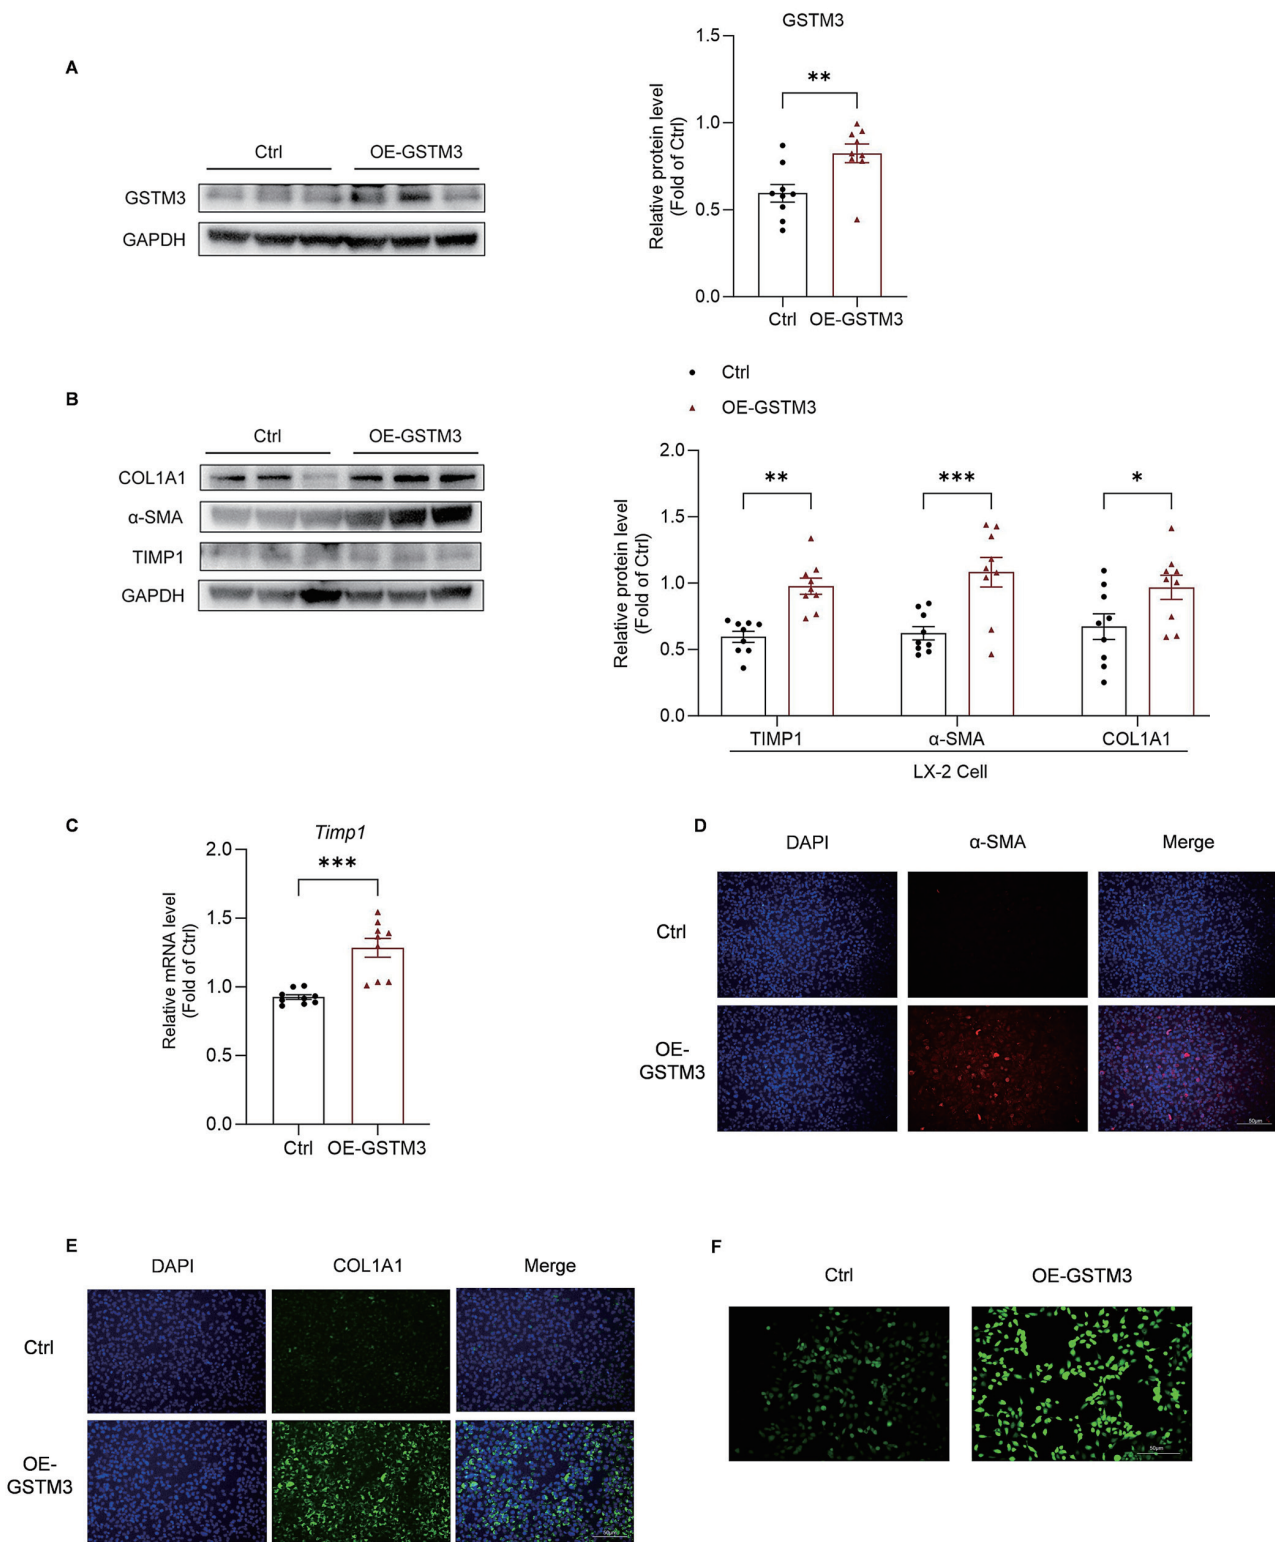 A
Ctrl
OE-GSTM3
GSTM3
GAPDH
GSTM3
Relative protein level
(Fold of Ctrl)
1.5
1.0
0.5
0.0
**
Ctrl
OE-GSTM3
B
Ctrl
OE-GSTM3
COL1A1
α-SMA
TIMP1
GAPDH
Ctrl
OE-GSTM3
Relative protein level
(Fold of Ctrl)
2.0
1.5
1.0
0.5
0.0
**
***
*
TIMP1
α-SMA
COL1A1
LX-2 Cell
C
Timp1
Relative mRNA level
(Fold of Ctrl)
2.0
1.5
1.0
0.5
0.0
***
Ctrl
OE-GSTM3
D
DAPI
α-SMA
Merge
Ctrl
OE-
GSTM3
50μm
E
DAPI
COL1A1
Merge
Ctrl
OE-
GSTM3
50μm
F
Ctrl
OE-GSTM3
50μm